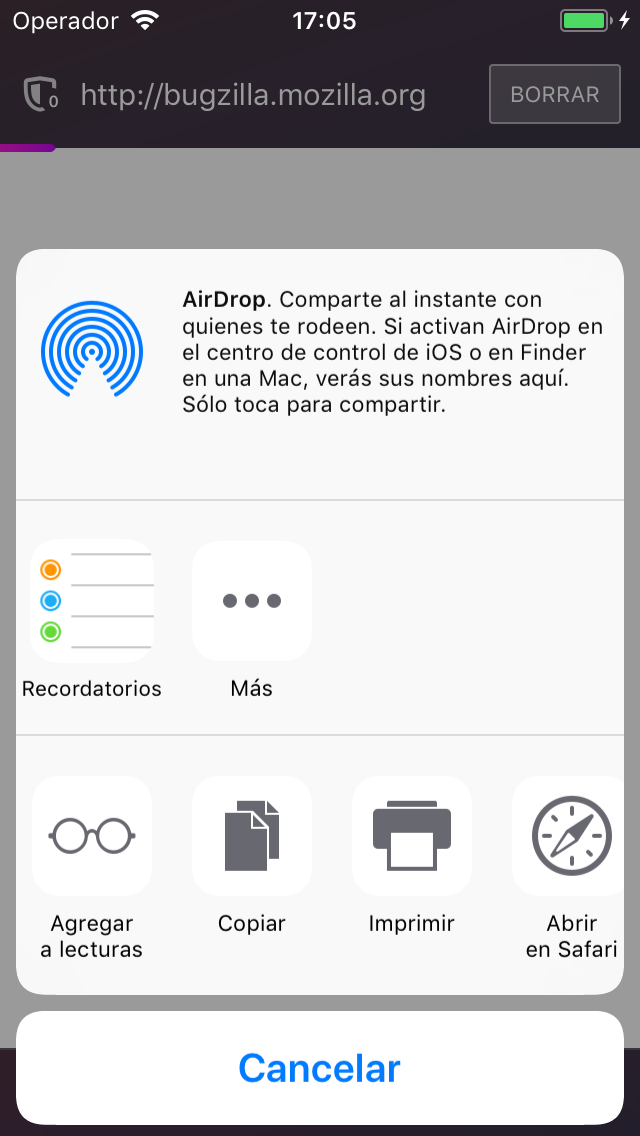 Operador 17:05
0 http://bugzilla.mozilla.org BORRAR
AirDrop. Comparte al instante con
quienes te rodeen. Si activan AirDrop en
el centro de control de iOS o en Finder
en una Mac, verás sus nombres aquí.
Sólo toca para compartir.
Recordatorios Más
Agregar
a lecturas
Copiar
Imprimir
Abrir
en Safari
Cancelar